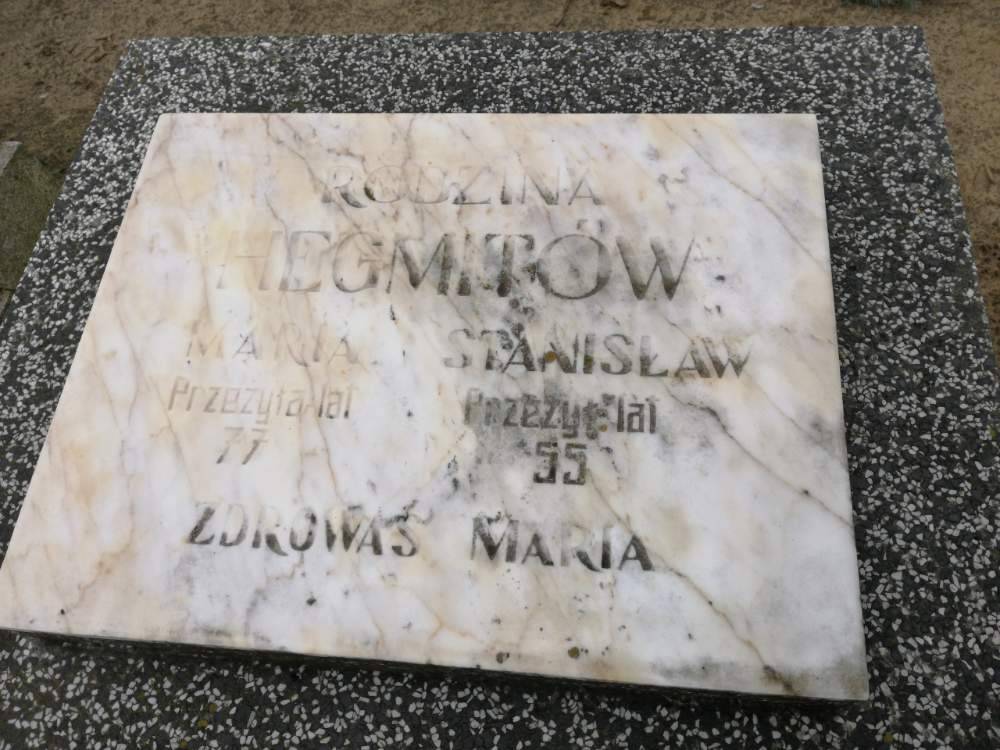 RODZINA
HEGMITÓW
MARIA STANISŁAW
Przeżyła lat Przeżył lat
77 55
ZDROWAŚ MARIA